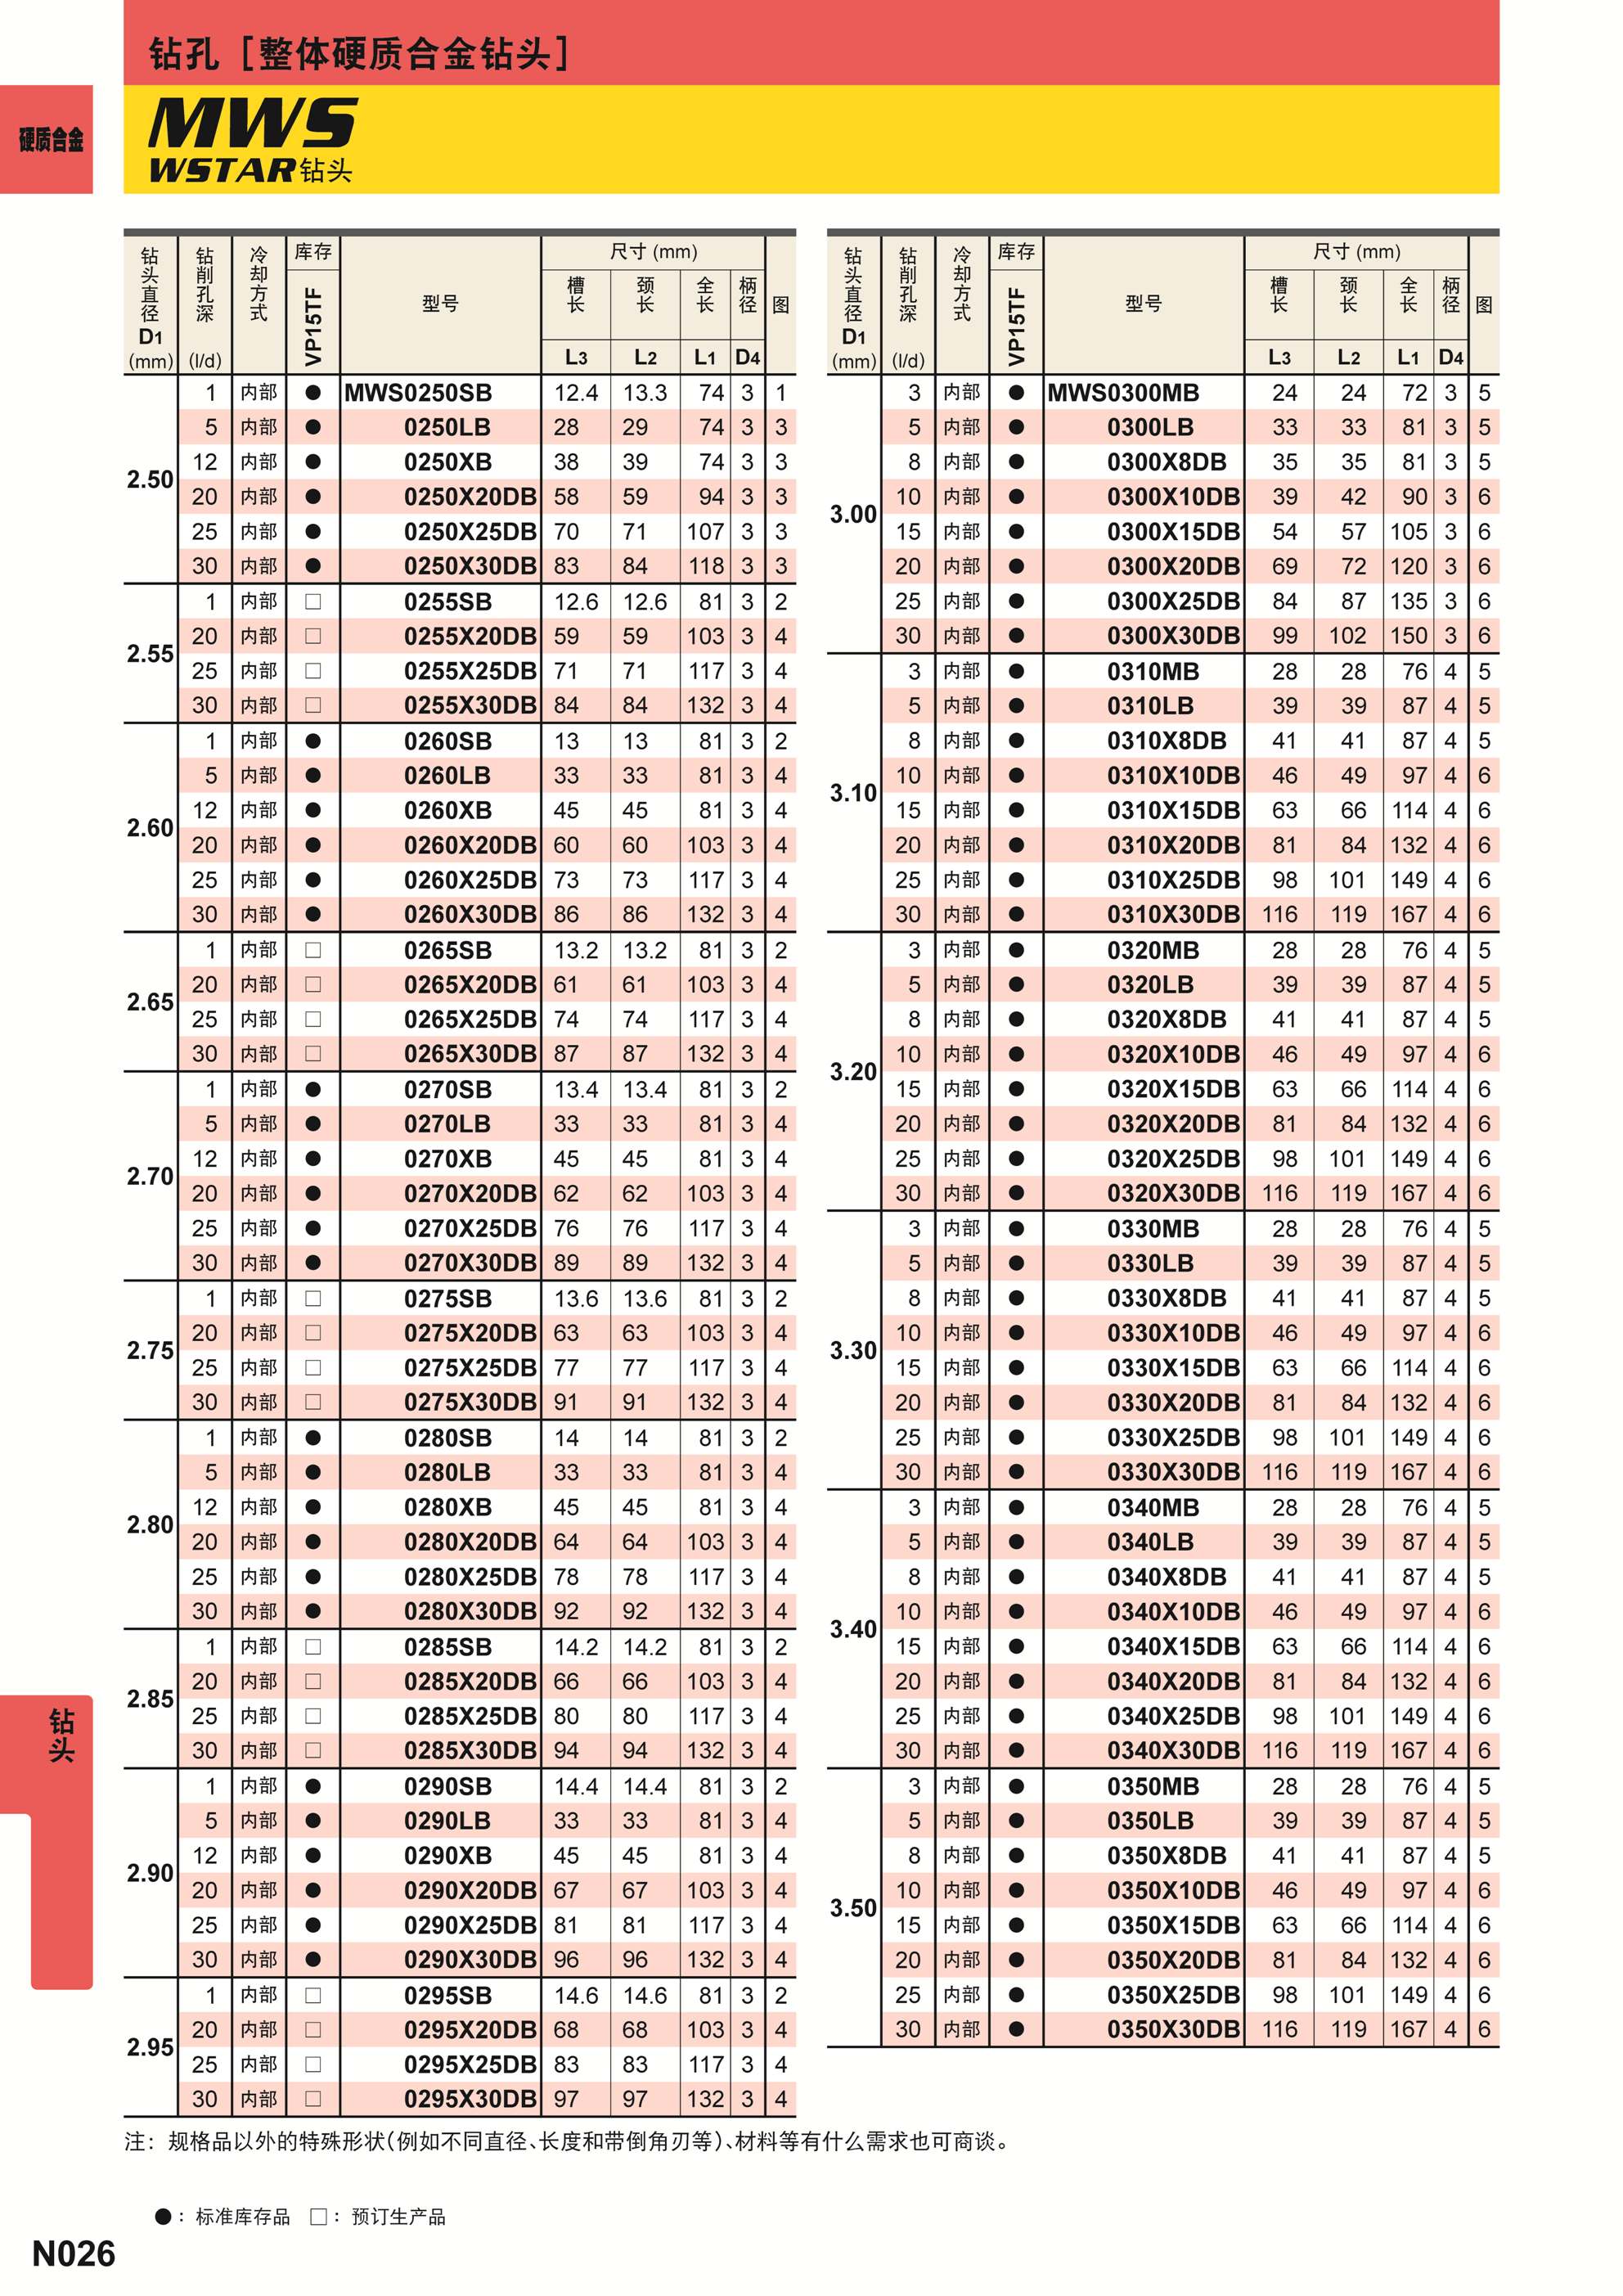 钻孔 [整体硬质合金钻头]
硬质合金
MWS
WSTAR钻头
钻头直径 D1 (mm) 钻削孔深 (l/d) 冷却方式 库存 VP15TF 型号 尺寸 (mm) 槽长 L3 颈长 L2 全长 L1 柄径 D4 图
2.50
1 内部 ● MWS0250SB 12.4 13.3 74 3 1
5 内部 ● 0250LB 28 29 74 3 3
12 内部 ● 0250XB 38 39 74 3 3
20 内部 ● 0250X20DB 58 59 94 3 3
25 内部 ● 0250X25DB 70 71 107 3 3
30 内部 ● 0250X30DB 83 84 118 3 3
2.55
1 内部 □ 0255SB 12.6 12.6 81 3 2
20 内部 □ 0255X20DB 59 59 103 3 4
25 内部 □ 0255X25DB 71 71 117 3 4
30 内部 □ 0255X30DB 84 84 132 3 4
2.60
1 内部 ● 0260SB 13 13 81 3 2
5 内部 ● 0260LB 33 33 81 3 4
12 内部 ● 0260XB 45 45 81 3 4
20 内部 ● 0260X20DB 60 60 103 3 4
25 内部 ● 0260X25DB 73 73 117 3 4
30 内部 ● 0260X30DB 86 86 132 3 4
2.65
1 内部 □ 0265SB 13.2 13.2 81 3 2
20 内部 □ 0265X20DB 61 61 103 3 4
25 内部 □ 0265X25DB 74 74 117 3 4
30 内部 □ 0265X30DB 87 87 132 3 4
2.70
1 内部 ● 0270SB 13.4 13.4 81 3 2
5 内部 ● 0270LB 33 33 81 3 4
12 内部 ● 0270XB 45 45 81 3 4
20 内部 ● 0270X20DB 62 62 103 3 4
25 内部 ● 0270X25DB 76 76 117 3 4
30 内部 ● 0270X30DB 89 89 132 3 4
2.75
1 内部 □ 0275SB 13.6 13.6 81 3 2
20 内部 □ 0275X20DB 63 63 103 3 4
25 内部 □ 0275X25DB 77 77 117 3 4
30 内部 □ 0275X30DB 91 91 132 3 4
2.80
1 内部 ● 0280SB 14 14 81 3 2
5 内部 ● 0280LB 33 33 81 3 4
12 内部 ● 0280XB 45 45 81 3 4
20 内部 ● 0280X20DB 64 64 103 3 4
25 内部 ● 0280X25DB 78 78 117 3 4
30 内部 ● 0280X30DB 92 92 132 3 4
2.85
1 内部 □ 0285SB 14.2 14.2 81 3 2
20 内部 □ 0285X20DB 66 66 103 3 4
25 内部 □ 0285X25DB 80 80 117 3 4
30 内部 □ 0285X30DB 94 94 132 3 4
2.90
1 内部 ● 0290SB 14.4 14.4 81 3 2
5 内部 ● 0290LB 33 33 81 3 4
12 内部 ● 0290XB 45 45 81 3 4
20 内部 ● 0290X20DB 67 67 103 3 4
25 内部 ● 0290X25DB 81 81 117 3 4
30 内部 ● 0290X30DB 96 96 132 3 4
2.95
1 内部 □ 0295SB 14.6 14.6 81 3 2
20 内部 □ 0295X20DB 68 68 103 3 4
25 内部 □ 0295X25DB 83 83 117 3 4
30 内部 □ 0295X30DB 97 97 132 3 4
钻头直径 D1 (mm) 钻削孔深 (l/d) 冷却方式 库存 VP15TF 型号 尺寸 (mm) 槽长 L3 颈长 L2 全长 L1 柄径 D4 图
3.00
3 内部 ● MWS0300MB 24 24 72 3 5
5 内部 ● 0300LB 33 33 81 3 5
8 内部 ● 0300X8DB 35 35 81 3 5
10 内部 ● 0300X10DB 39 42 90 3 6
15 内部 ● 0300X15DB 54 57 105 3 6
20 内部 ● 0300X20DB 69 72 120 3 6
25 内部 ● 0300X25DB 84 87 135 3 6
30 内部 ● 0300X30DB 99 102 150 3 6
3.10
3 内部 ● 0310MB 28 28 76 4 5
5 内部 ● 0310LB 39 39 87 4 5
8 内部 ● 0310X8DB 41 41 87 4 5
10 内部 ● 0310X10DB 46 49 97 4 6
15 内部 ● 0310X15DB 63 66 114 4 6
20 内部 ● 0310X20DB 81 84 132 4 6
25 内部 ● 0310X25DB 98 101 149 4 6
30 内部 ● 0310X30DB 116 119 167 4 6
3.20
3 内部 ● 0320MB 28 28 76 4 5
5 内部 ● 0320LB 39 39 87 4 5
8 内部 ● 0320X8DB 41 41 87 4 5
10 内部 ● 0320X10DB 46 49 97 4 6
15 内部 ● 0320X15DB 63 66 114 4 6
20 内部 ● 0320X20DB 81 84 132 4 6
25 内部 ● 0320X25DB 98 101 149 4 6
30 内部 ● 0320X30DB 116 119 167 4 6
3.30
3 内部 ● 0330MB 28 28 76 4 5
5 内部 ● 0330LB 39 39 87 4 5
8 内部 ● 0330X8DB 41 41 87 4 5
10 内部 ● 0330X10DB 46 49 97 4 6
15 内部 ● 0330X15DB 63 66 114 4 6
20 内部 ● 0330X20DB 81 84 132 4 6
25 内部 ● 0330X25DB 98 101 149 4 6
30 内部 ● 0330X30DB 116 119 167 4 6
3.40
3 内部 ● 0340MB 28 28 76 4 5
5 内部 ● 0340LB 39 39 87 4 5
8 内部 ● 0340X8DB 41 41 87 4 5
10 内部 ● 0340X10DB 46 49 97 4 6
15 内部 ● 0340X15DB 63 66 114 4 6
20 内部 ● 0340X20DB 81 84 132 4 6
25 内部 ● 0340X25DB 98 101 149 4 6
30 内部 ● 0340X30DB 116 119 167 4 6
3.50
3 内部 ● 0350MB 28 28 76 4 5
5 内部 ● 0350LB 39 39 87 4 5
8 内部 ● 0350X8DB 41 41 87 4 5
10 内部 ● 0350X10DB 46 49 97 4 6
15 内部 ● 0350X15DB 63 66 114 4 6
20 内部 ● 0350X20DB 81 84 132 4 6
25 内部 ● 0350X25DB 98 101 149 4 6
30 内部 ● 0350X30DB 116 119 167 4 6
钻头
注: 规格品以外的特殊形状(例如不同直径、长度和带倒角刃等)、材料等有什么需求也可商谈。
●: 标准库存品 □: 预订生产品
N026